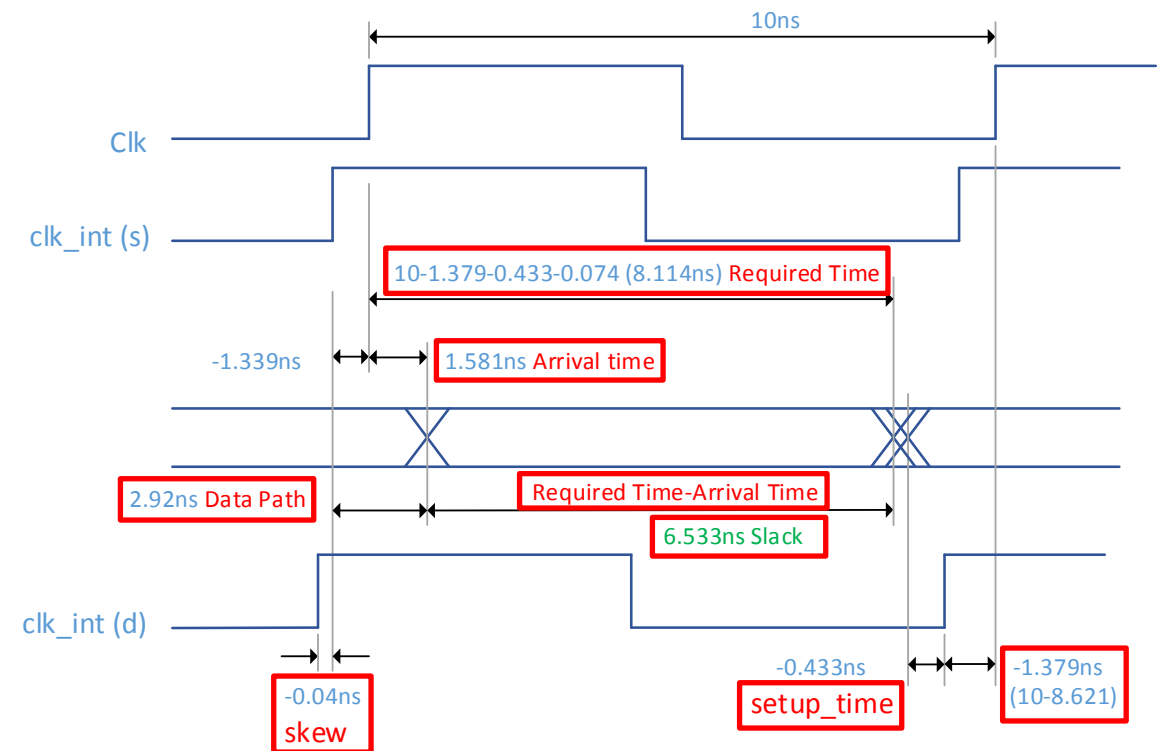 10ns
Clk
clk_int (s)
10-1.379-0.433-0.074 (8.114ns) Required Time
-1.339ns
1.581ns Arrival time
2.92ns Data Path
Required Time-Arrival Time
6.533ns Slack
clk_int (d)
-0.04ns
skew
-0.433ns
setup_time
-1.379ns
(10-8.621)